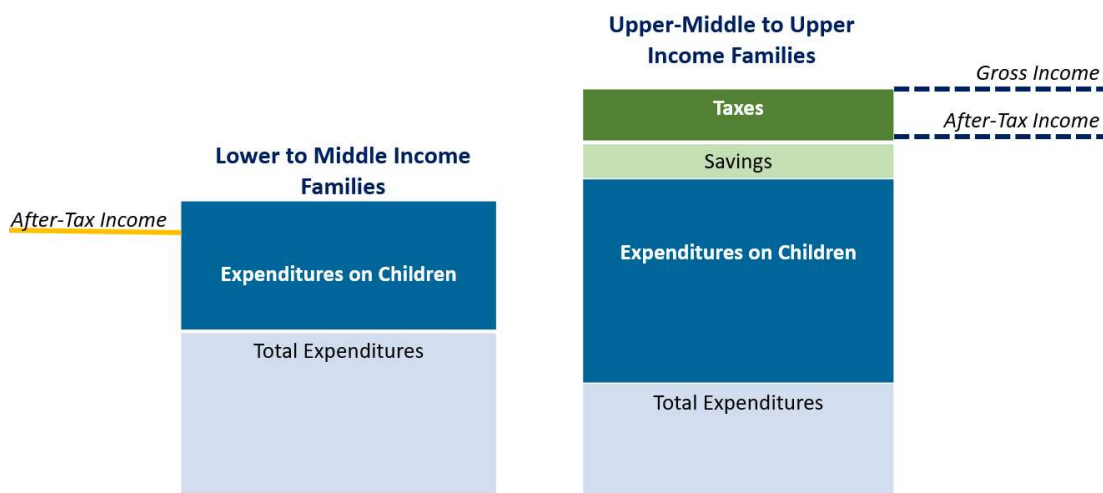 Upper-Middle to Upper
Income Families
Gross Income
Taxes
After-Tax Income
Savings
Lower to Middle Income
Families
After-Tax Income
Expenditures on Children
Expenditures on Children
Total Expenditures
Total Expenditures